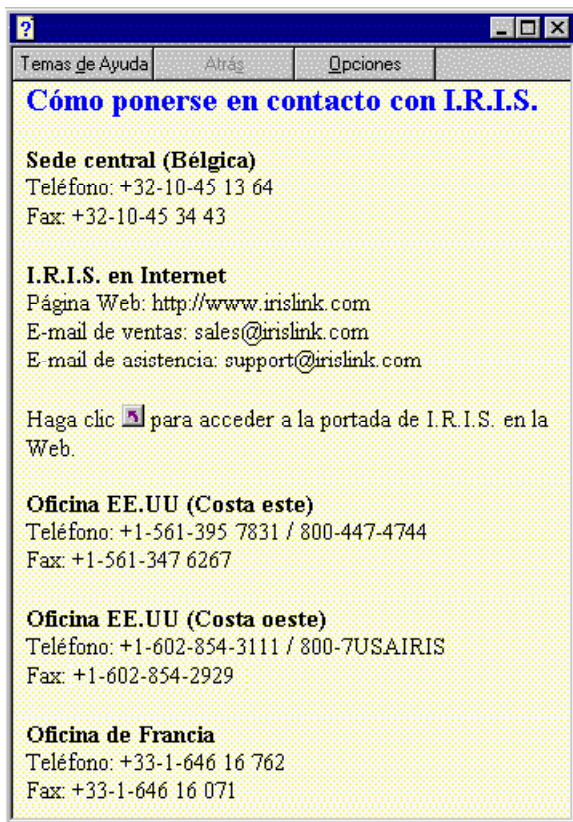 Temas de Ayuda Atrás Opciones
Cómo ponerse en contacto con I.R.I.S.
Sede central (Bélgica)
Teléfono: +32-10-45 13 64
Fax: +32-10-45 34 43
I.R.I.S. en Internet
Página Web: http://www.irislink.com
E-mail de ventas: sales@irislink.com
E-mail de asistencia: support@irislink.com
Haga clic para acceder a la portada de I.R.I.S. en la
Web.
Oficina EE.UU (Costa este)
Teléfono: +1-561-395 7831 / 800-447-4744
Fax: +1-561-347 6267
Oficina EE.UU (Costa oeste)
Teléfono: +1-602-854-3111 / 800-7USAIRIS
Fax: +1-602-854-2929
Oficina de Francia
Teléfono: +33-1-646 16 762
Fax: +33-1-646 16 071